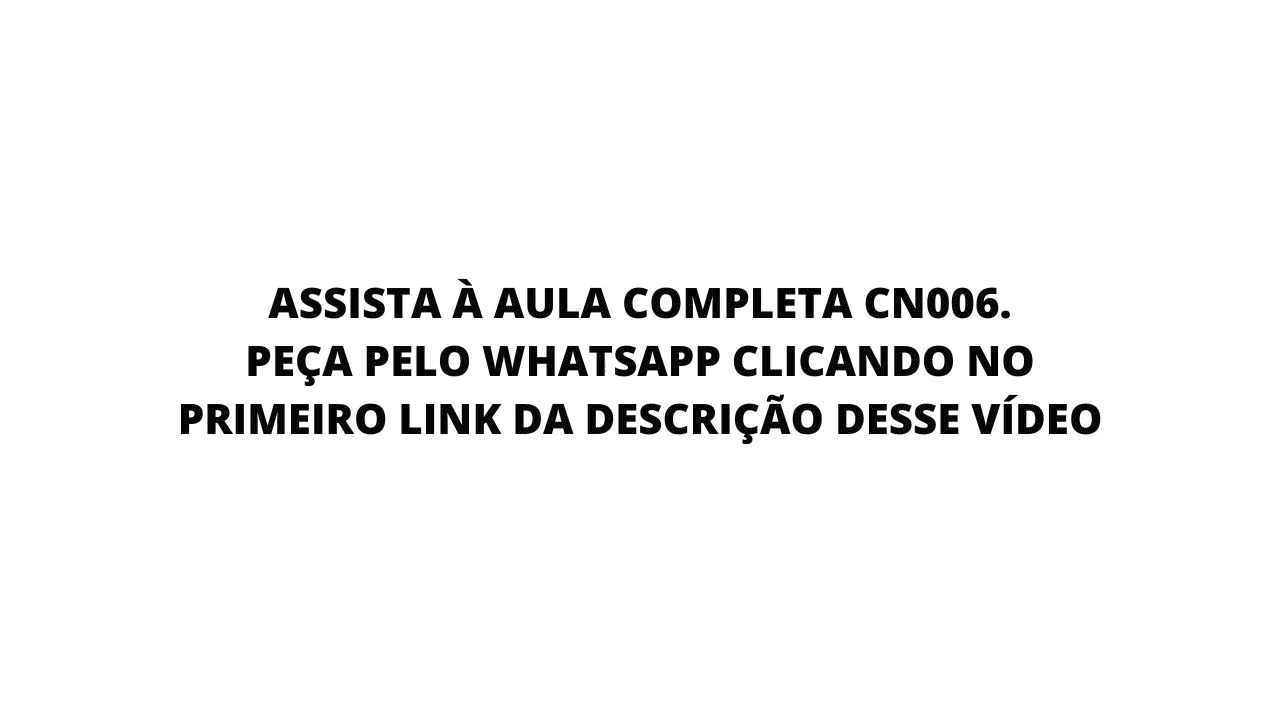 ASSISTA À AULA COMPLETA CN006.
PEÇA PELO WHATSAPP CLICANDO NO
PRIMEIRO LINK DA DESCRIÇÃO DESSE VÍDEO